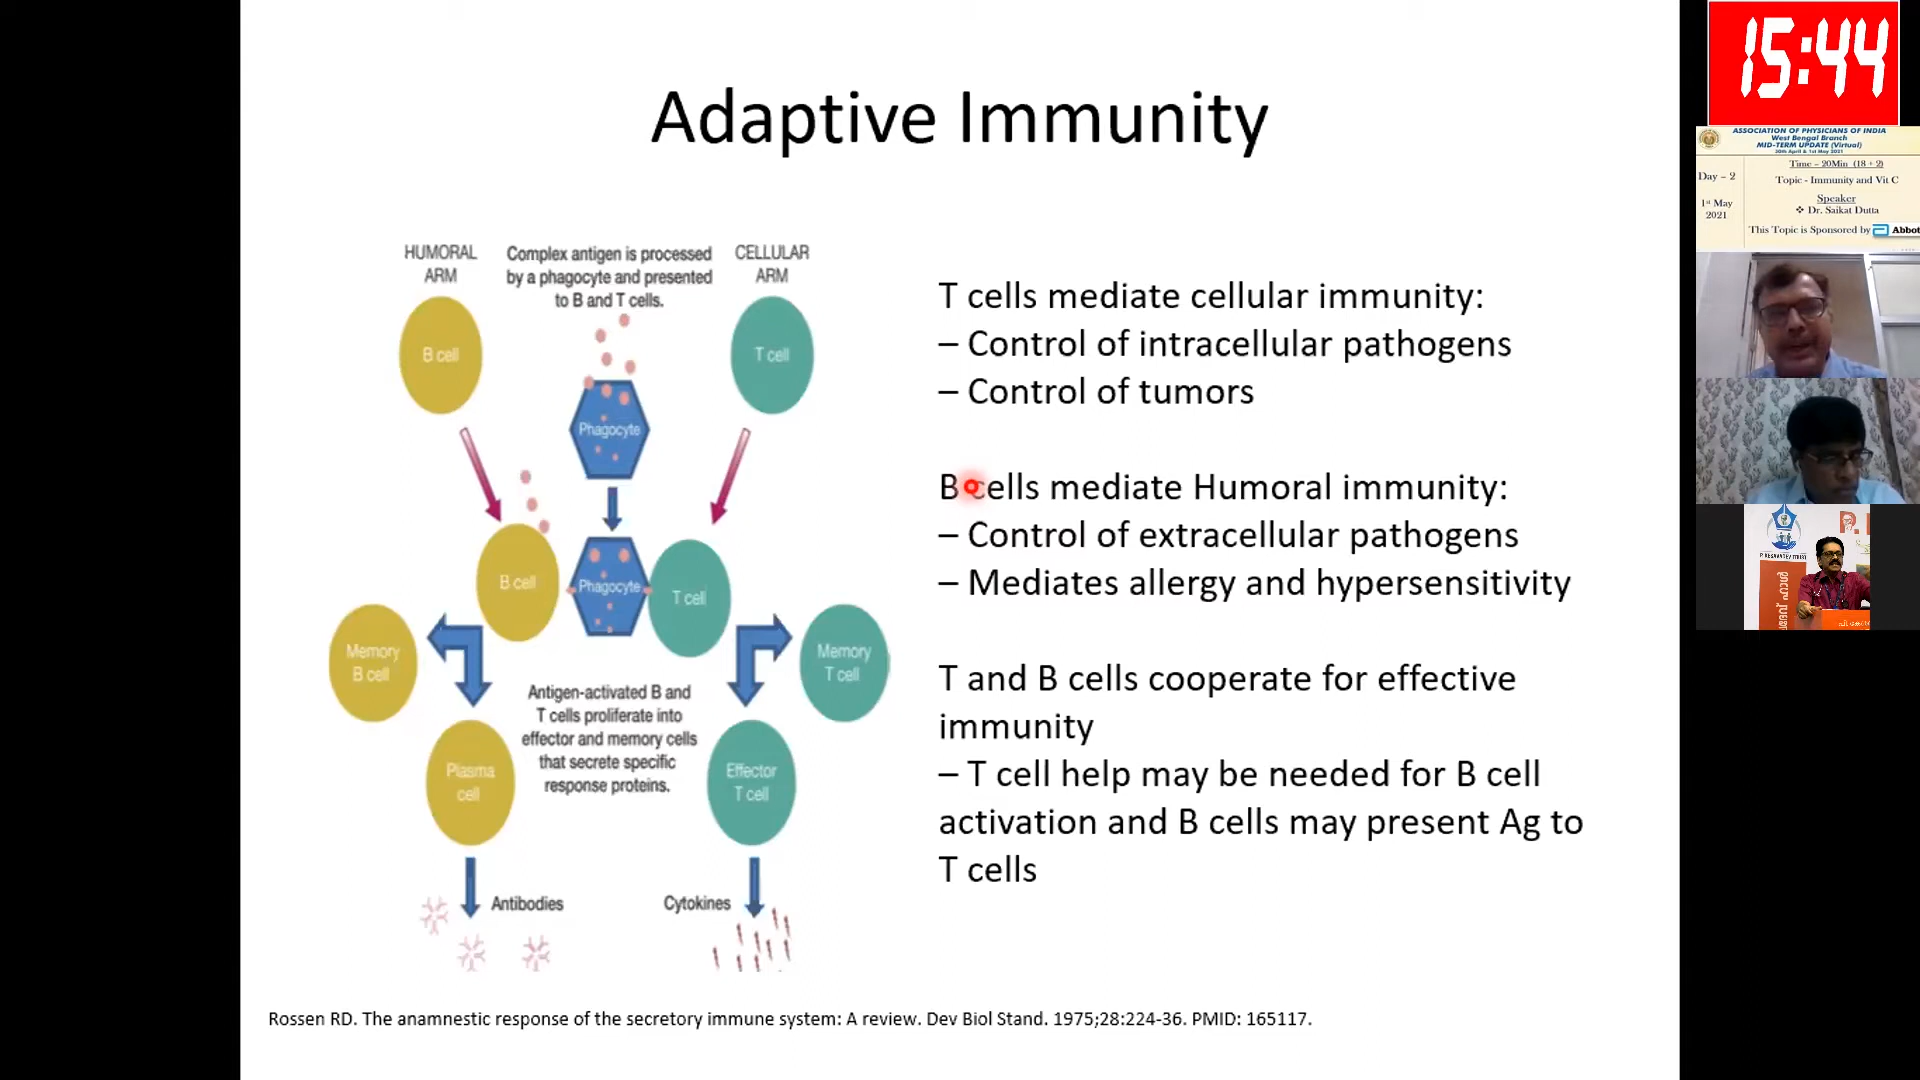 Adaptive Immunity
HUMORAL
ARM
Complex antigen is processed
by a phagocyte and presented
to B and T cells.
CELLULAR
ARM
B cell
T cell
Phagocyte
B cell
Phagocyte
T cell
Memory
B cell
Memory
T cell
Antigen-activated B and
T cells proliferate into
effector and memory cells
that secrete specific
response proteins.
Plasma
cell
Effector
T cell
Antibodies
Cytokines
T cells mediate cellular immunity:
– Control of intracellular pathogens
– Control of tumors
B cells mediate Humoral immunity:
– Control of extracellular pathogens
– Mediates allergy and hypersensitivity
T and B cells cooperate for effective
immunity
– T cell help may be needed for B cell
activation and B cells may present Ag to
T cells
Rossen RD. The anamnestic response of the secretory immune system: A review. Dev Biol Stand. 1975;28:224-36. PMID: 165117.
15:44
ASSOCIATION OF PHYSICIANS OF INDIA
West Bengal Branch
MID-TERM UPDATE (Virtual)
30th April & 1st May 2021
Day – 2
1st May
2021
Time – 20Min (18 + 2)
Topic - Immunity and Vit C
Speaker
❖ Dr. Saikat Dutta
This Topic is Sponsored by Abbot
P. KESAVADEV TRUST
P.